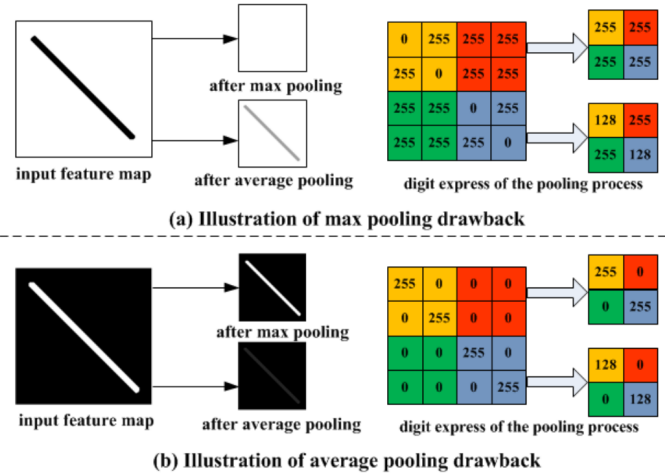 0 255 255 255
255 0 255 255
255 255 0 255
255 255 255 0
255 255
255 255
128 255
255 128
after max pooling
input feature map
after average pooling
digit express of the pooling process
(a) Illustration of max pooling drawback
255 0 0 0
0 255 0 0
0 0 255 0
0 0 0 255
255 0
0 255
128 0
0 128
after max pooling
input feature map
after average pooling
digit express of the pooling process
(b) Illustration of average pooling drawback